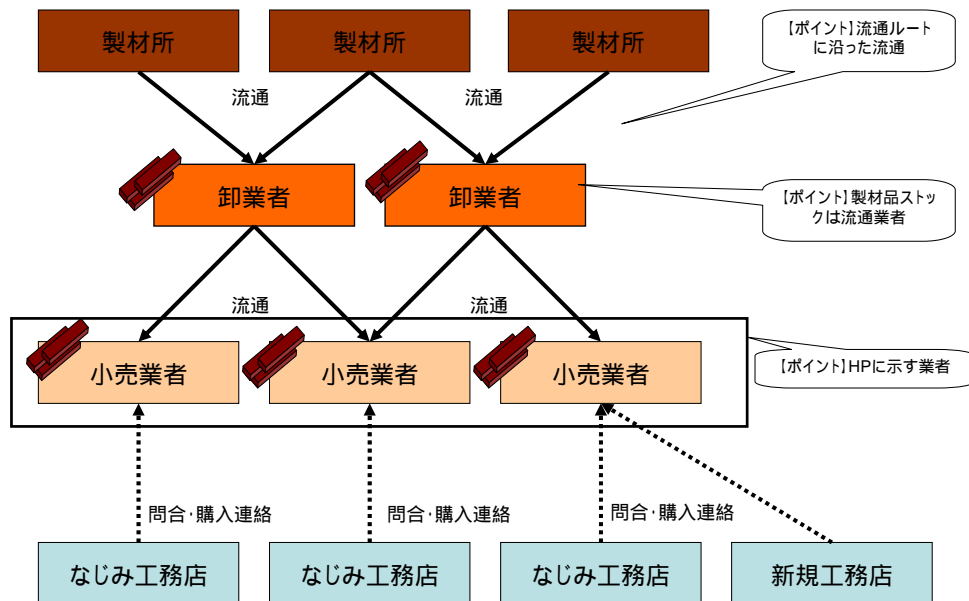 製材所
製材所
製材所
【ポイント】流通ルート
に沿った流通
流通
流通
卸業者
卸業者
【ポイント】製材品ストッ
クは流通業者
流通
流通
小売業者
小売業者
小売業者
【ポイント】HPに示す業者
問合・購入連絡
問合・購入連絡
問合・購入連絡
なじみ工務店
なじみ工務店
なじみ工務店
新規工務店